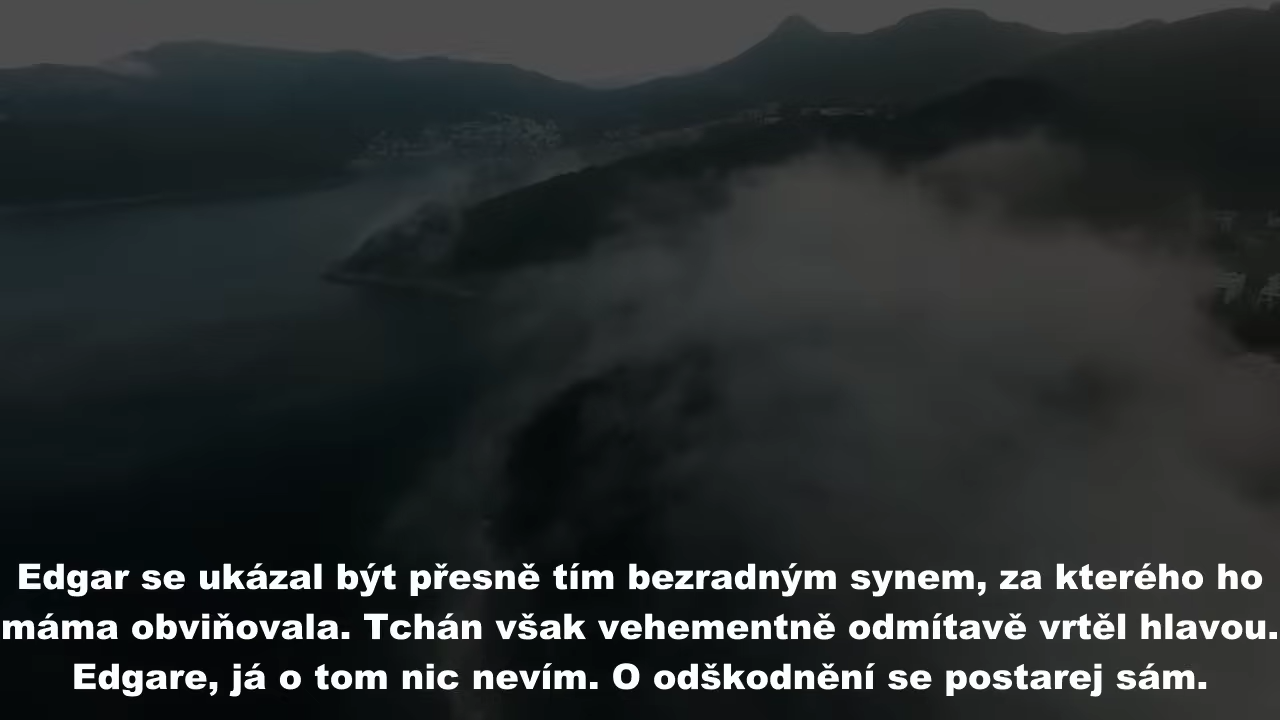 Edgar se ukázal být přesně tím bezradným synem, za kterého ho
máma obviňovala. Tchán však vehementně odmítavě vrtěl hlavou.
Edgare, já o tom nic nevím. O odškodnění se postarej sám.